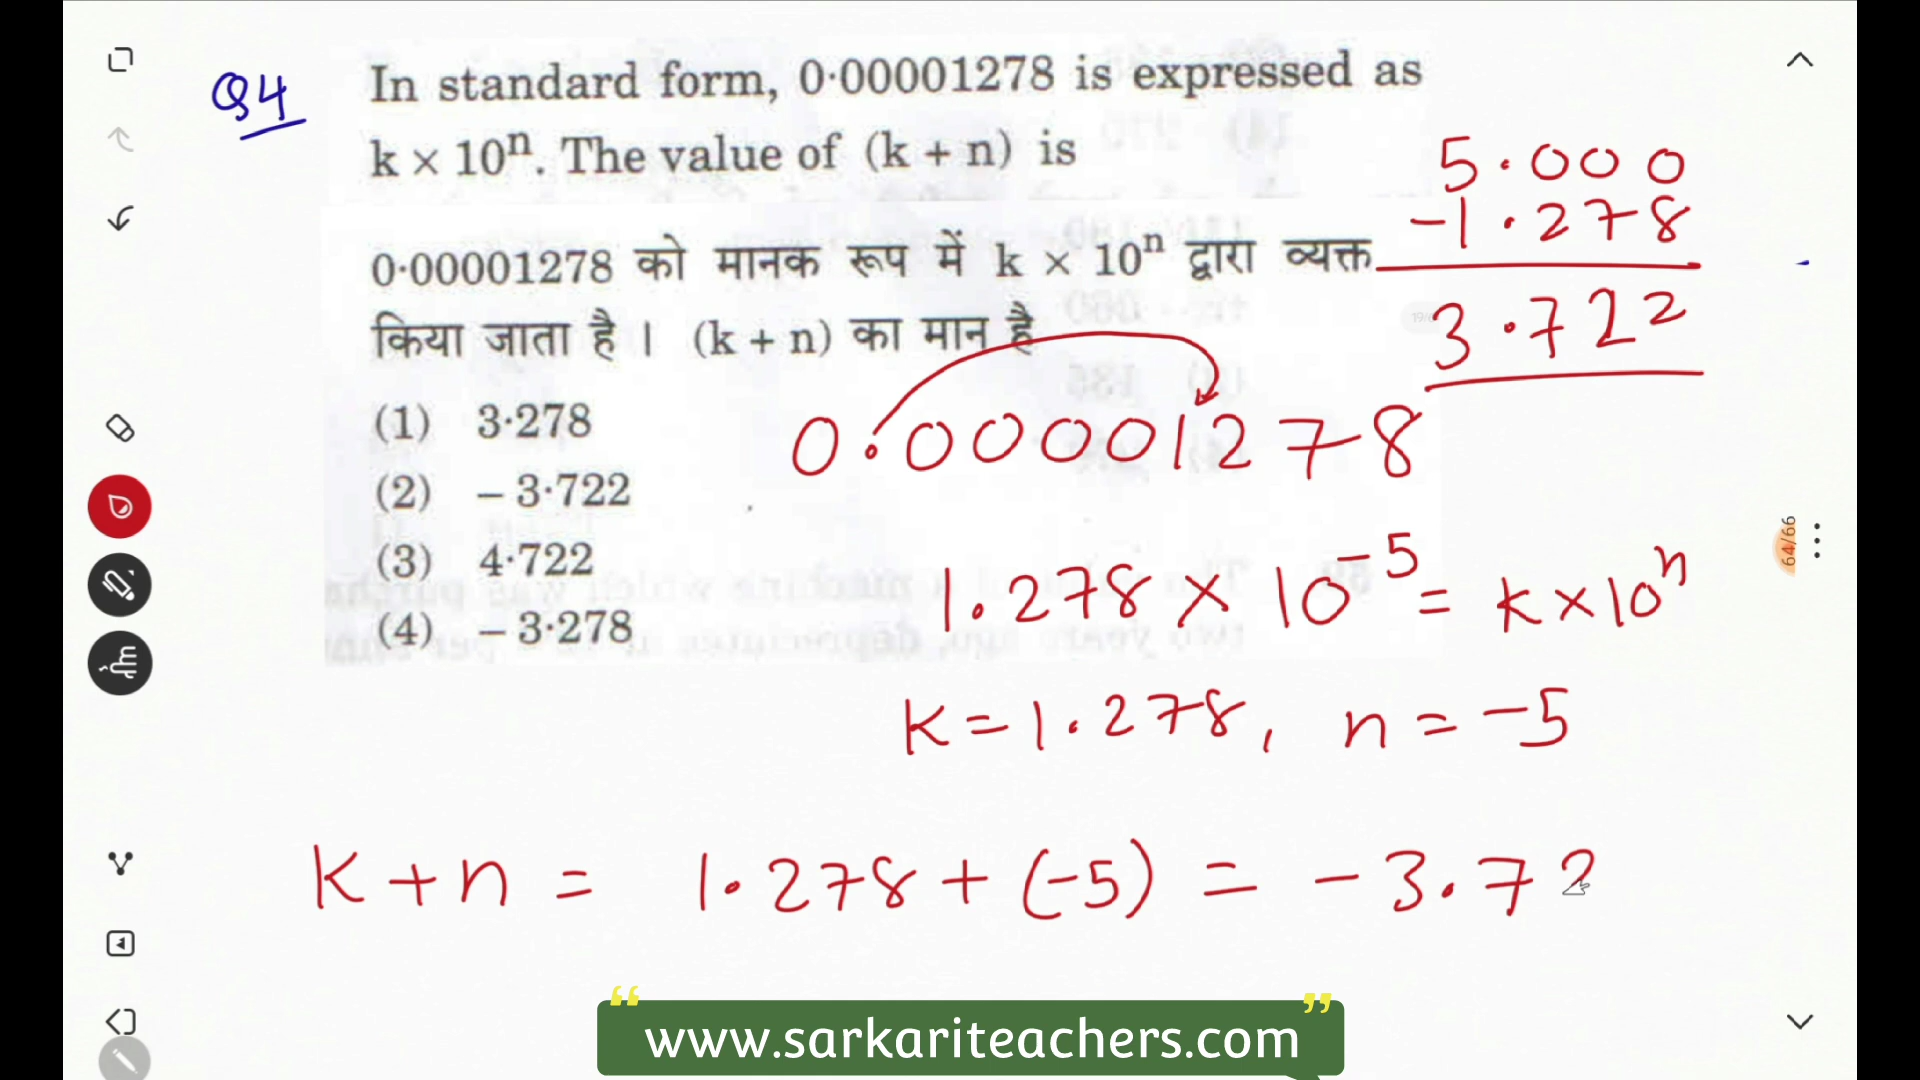 Q4
In standard form, 0·00001278 is expressed as
k × 10ⁿ. The value of (k + n) is
0·00001278 को मानक रूप में k × 10ⁿ द्वारा व्यक्त
किया जाता है । (k + n) का मान है
(1) 3·278
(2) – 3·722
(3) 4·722
(4) – 3·278
5.000
-1.278
3.722
0.00001278
1.278 × 10⁻⁵ = k × 10ⁿ
k = 1.278, n = -5
k + n = 1.278 + (-5) = -3.72
64/66
“www.sarkariteachers.com”